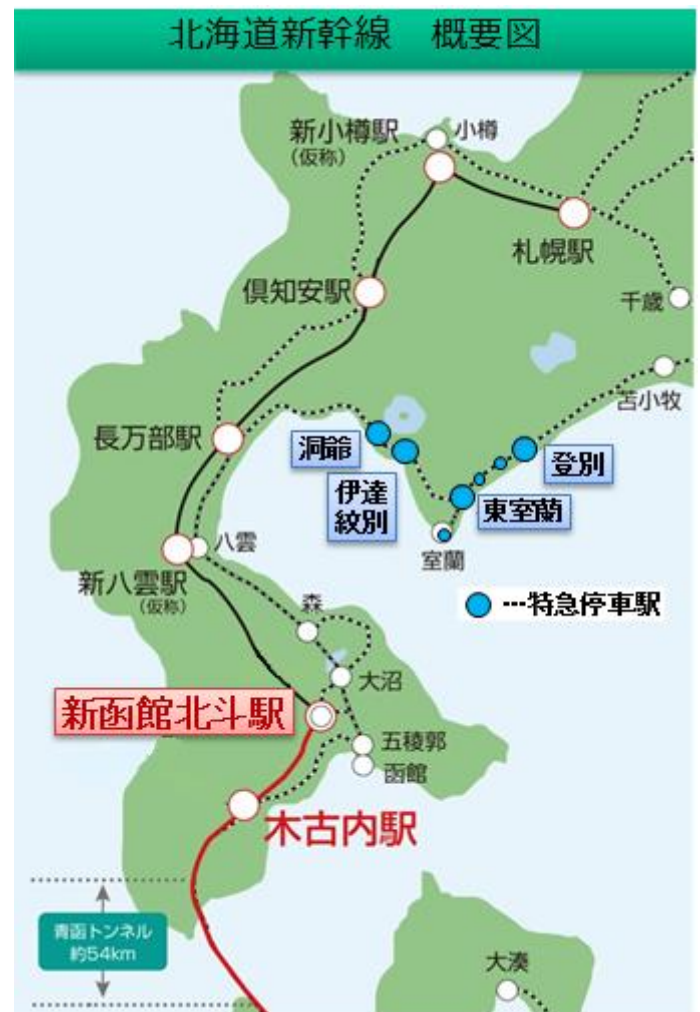 北海道新幹線 概要図
新小樽駅
(仮称)
小樽
札幌駅
倶知安駅
千歳
苫小牧
長万部駅
洞爺
伊達
紋別
登別
東室蘭
室蘭
八雲
新八雲駅
(仮称)
…特急停車駅
森
大沼
新函館北斗駅
五稜郭
函館
木古内駅
青函トンネル
約54km
大湊